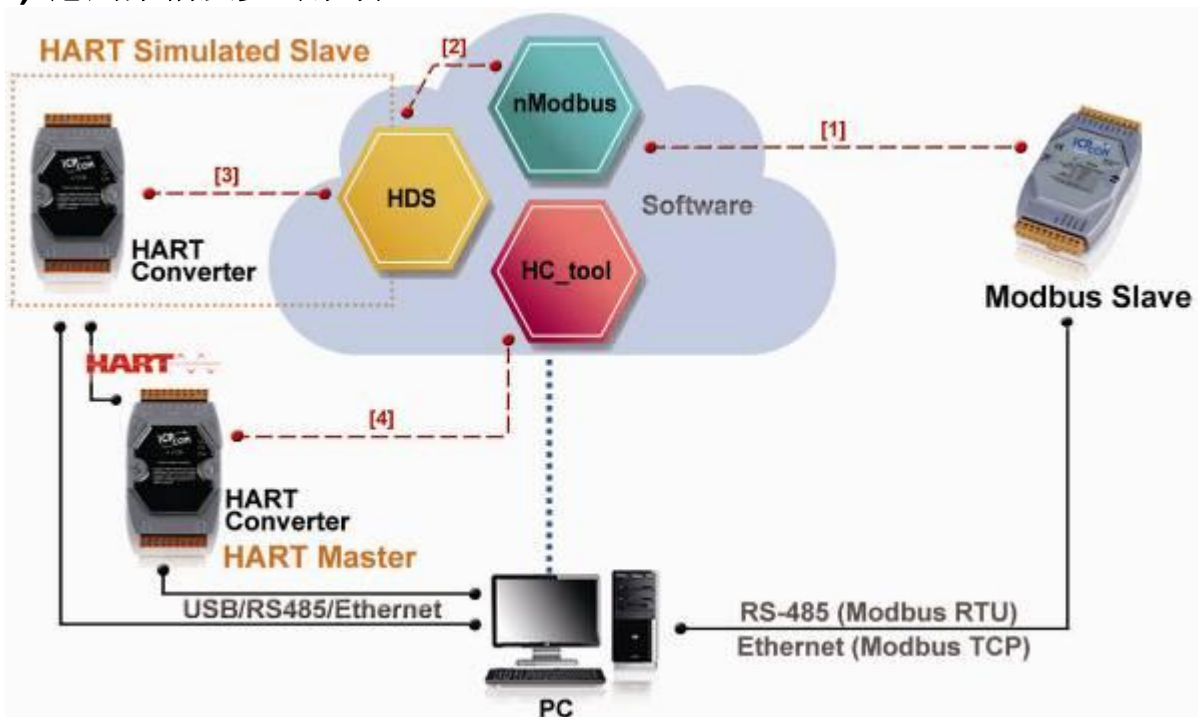 HART Simulated Slave
[2]
nModbus
[1]
HDS
[3]
Software
HART
Converter
HC_tool
Modbus Slave
HART
[4]
HART
Converter
HART Master
USB/RS485/Ethernet
RS-485 (Modbus RTU)
Ethernet (Modbus TCP)
PC